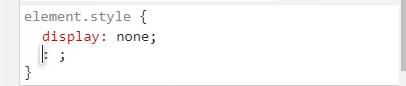 element.style {
display: none;
: ;
}